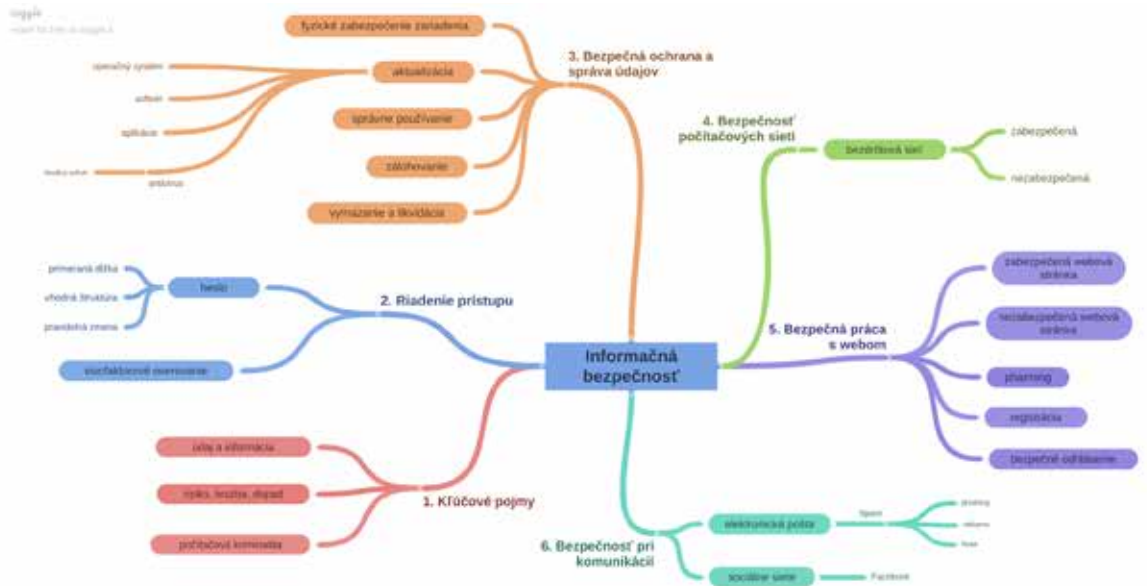 fyzické zabezpečenie zariadenia
3. Bezpečná ochrana a
správa údajov
operačný systém
aktualizácia
softvér
správne používanie
aplikácie
zálohovanie
antivírus
vymazanie a likvidácia
4. Bezpečnosť
počítačových sietí
bezdrôtová sieť
zabezpečená
nezabezpečená
primeraná dĺžka
heslo
vhodná štruktúra
pravidelná zmena
2. Riadenie prístupu
viacfaktorové overovanie
Informačná
bezpečnosť
zabezpečená webová
stránka
nezabezpečená webová
stránka
5. Bezpečná práca
s webom
pharming
registrácia
bezpečné odhlásenie
údaj a informácia
riziko, hrozba, dopad
1. Kľúčové pojmy
počítačová kriminalita
elektronická pošta
Spam
phishing
reklama
hoax
6. Bezpečnosť pri
komunikácií
sociálne siete
Facebook